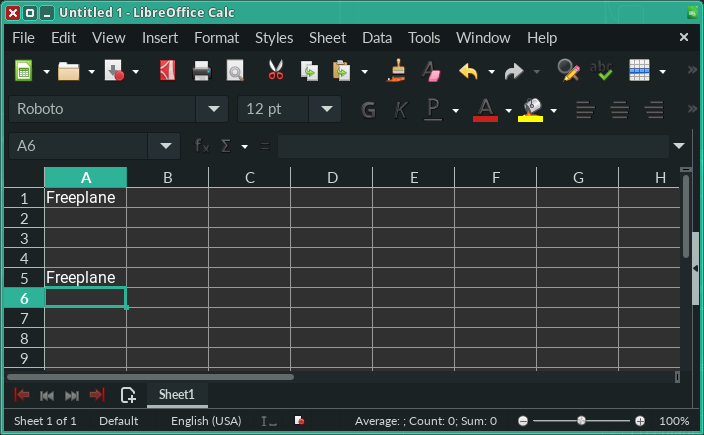 Untitled 1 - LibreOffice Calc
File Edit View Insert Format Styles Sheet Data Tools Window Help
abc
Roboto 12 pt G K P A
A6 fx Σ =
A B C D E F G H
1 Freeplane
2
3
4
5 Freeplane
6
7
8
9
Sheet1
Sheet 1 of 1 Default English (USA) Average: ; Count: 0; Sum: 0 100%